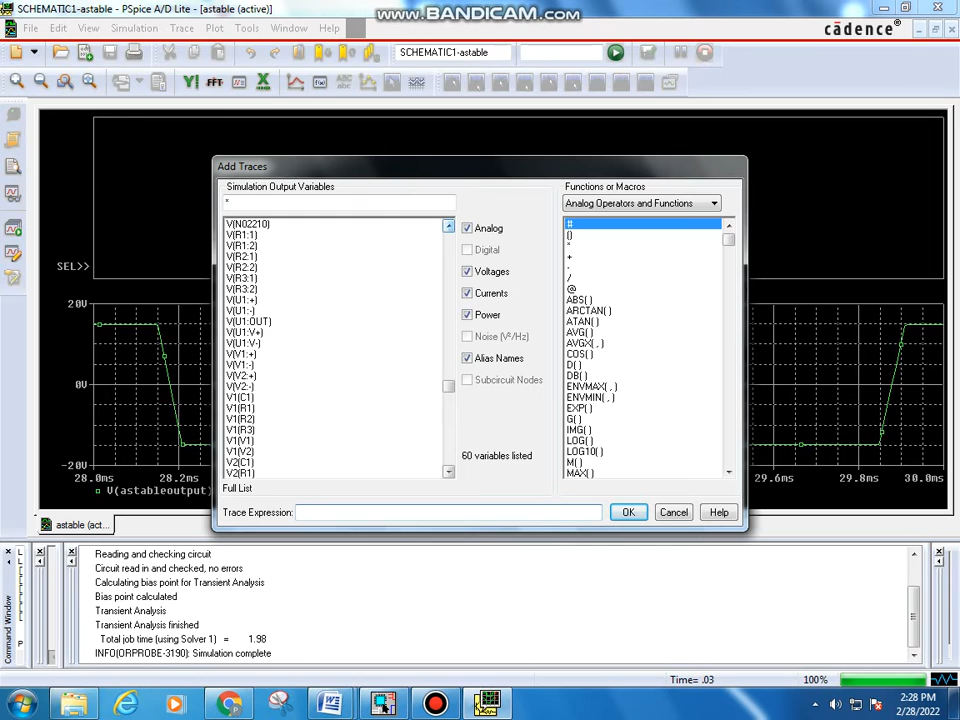 SCHEMATIC1-astable - PSpice A/D Lite - [astable (active)]
www.BANDICAM.com
File Edit View Simulation Trace Plot Tools Window Help
cādence®
SCHEMATIC1-astable
Y!
FFT
ABC
abc
Add Traces
Simulation Output Variables
*
V(N02210)
V(R1:1)
V(R1:2)
V(R2:1)
V(R2:2)
V(R3:1)
V(R3:2)
V(U1:+)
V(U1:-)
V(U1:OUT)
V(U1:V+)
V(U1:V-)
V(V1:+)
V(V1:-)
V(V2:+)
V(V2:-)
V1(C1)
V1(R1)
V1(R2)
V1(R3)
V1(V1)
V1(V2)
V2(C1)
V2(R1)
Full List
Analog
Digital
Voltages
Currents
Power
Noise (V²/Hz)
Alias Names
Subcircuit Nodes
60 variables listed
Functions or Macros
Analog Operators and Functions
#
()
*
+
-
/
@
ABS( )
ARCTAN( )
ATAN( )
AVG( )
AVGX( , )
COS( )
D( )
DB( )
ENVMAX( , )
ENVMIN( , )
EXP( )
G( )
IMG( )
LOG( )
LOG10( )
M( )
MAX( )
Trace Expression:
OK
Cancel
Help
SEL>>
20V
0V
-20V
28.0ms 28.2ms 29.6ms 29.8ms 30.0ms
V(astableoutput)
astable (act...
Command Window
Reading and checking circuit
Circuit read in and checked, no errors
Calculating bias point for Transient Analysis
Bias point calculated
Transient Analysis
Transient Analysis finished
Total job time (using Solver 1) = 1.98
INFO(ORPROBE-3190): Simulation complete
Time= .03 100%
2:28 PM
2/28/2022